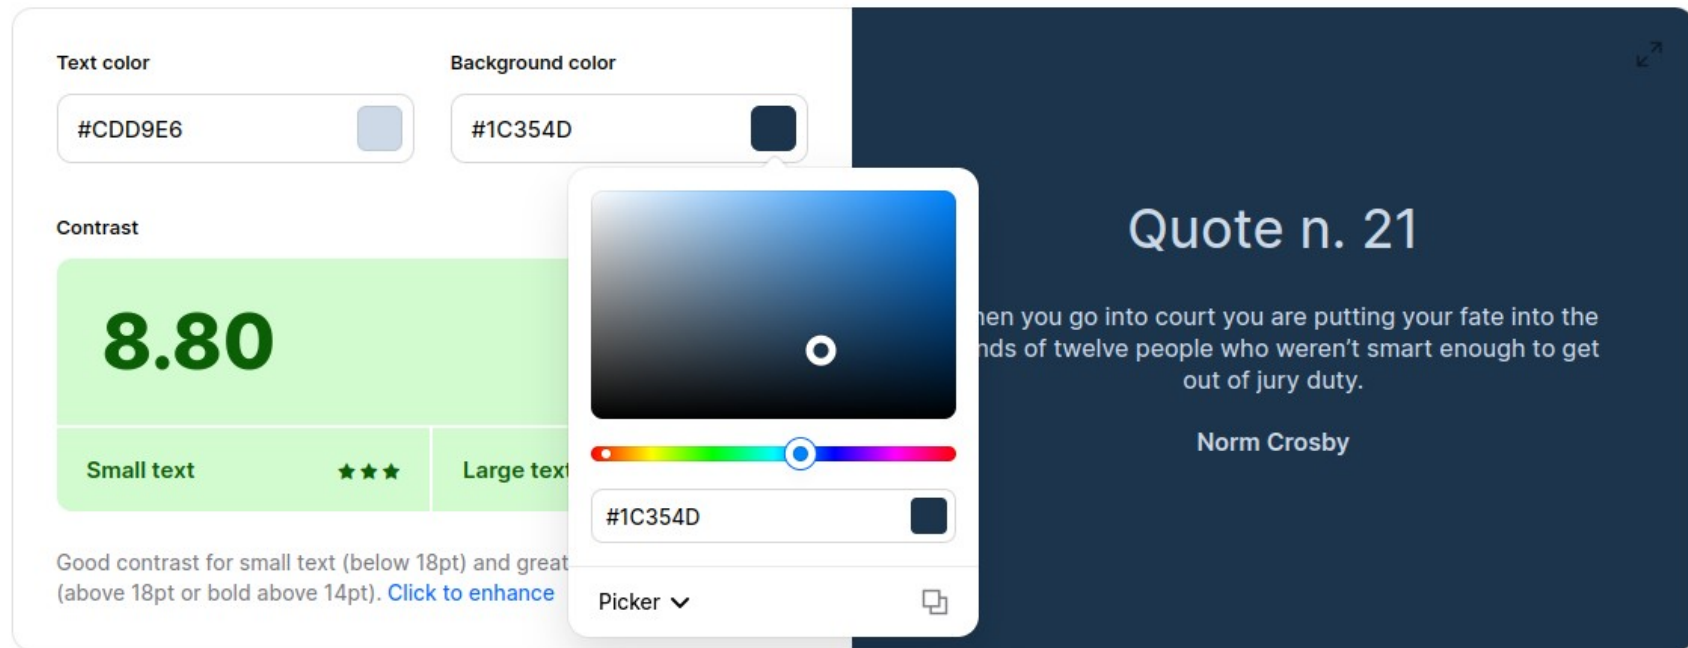 Text color
Background color
#CDD9E6
#1C354D
Contrast
8.80
Small text
Large text
Good contrast for small text (below 18pt) and great
(above 18pt or bold above 14pt). Click to enhance
#1C354D
Picker
Quote n. 21
you go into court you are putting your fate into the
of twelve people who weren't smart enough to get
out of jury duty.
Norm Crosby